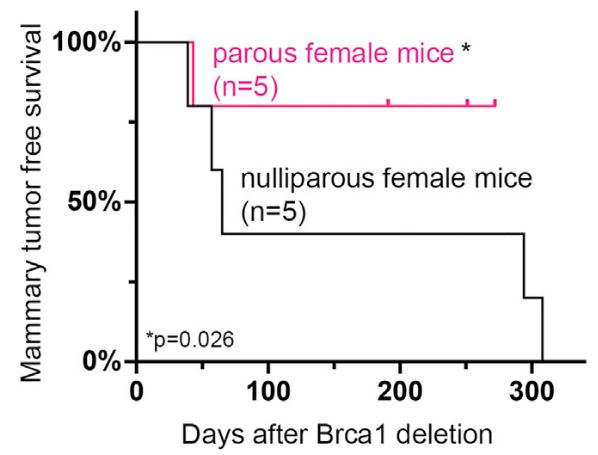 Mammary tumor free survival
100%
50%
0%
parous female mice *
(n=5)
nulliparous female mice
(n=5)
*p=0.026
0 100 200 300
Days after Brca1 deletion